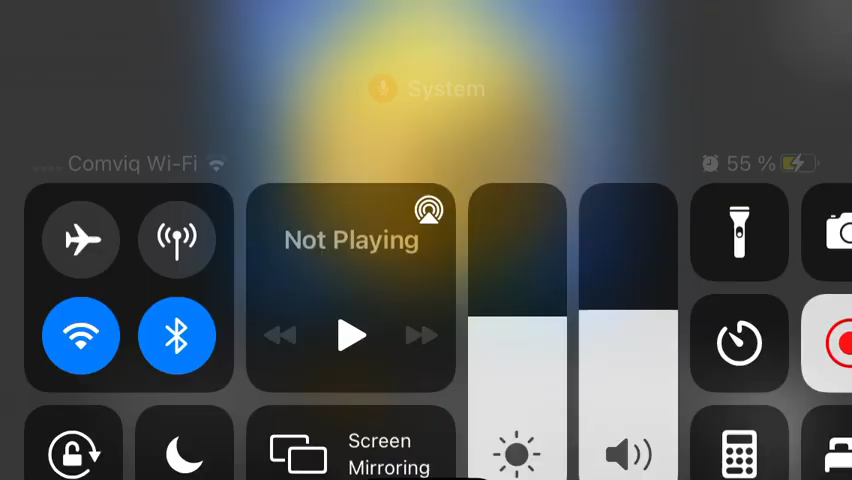 System
Comviq Wi-Fi
55 %
Not Playing
Screen
Mirroring